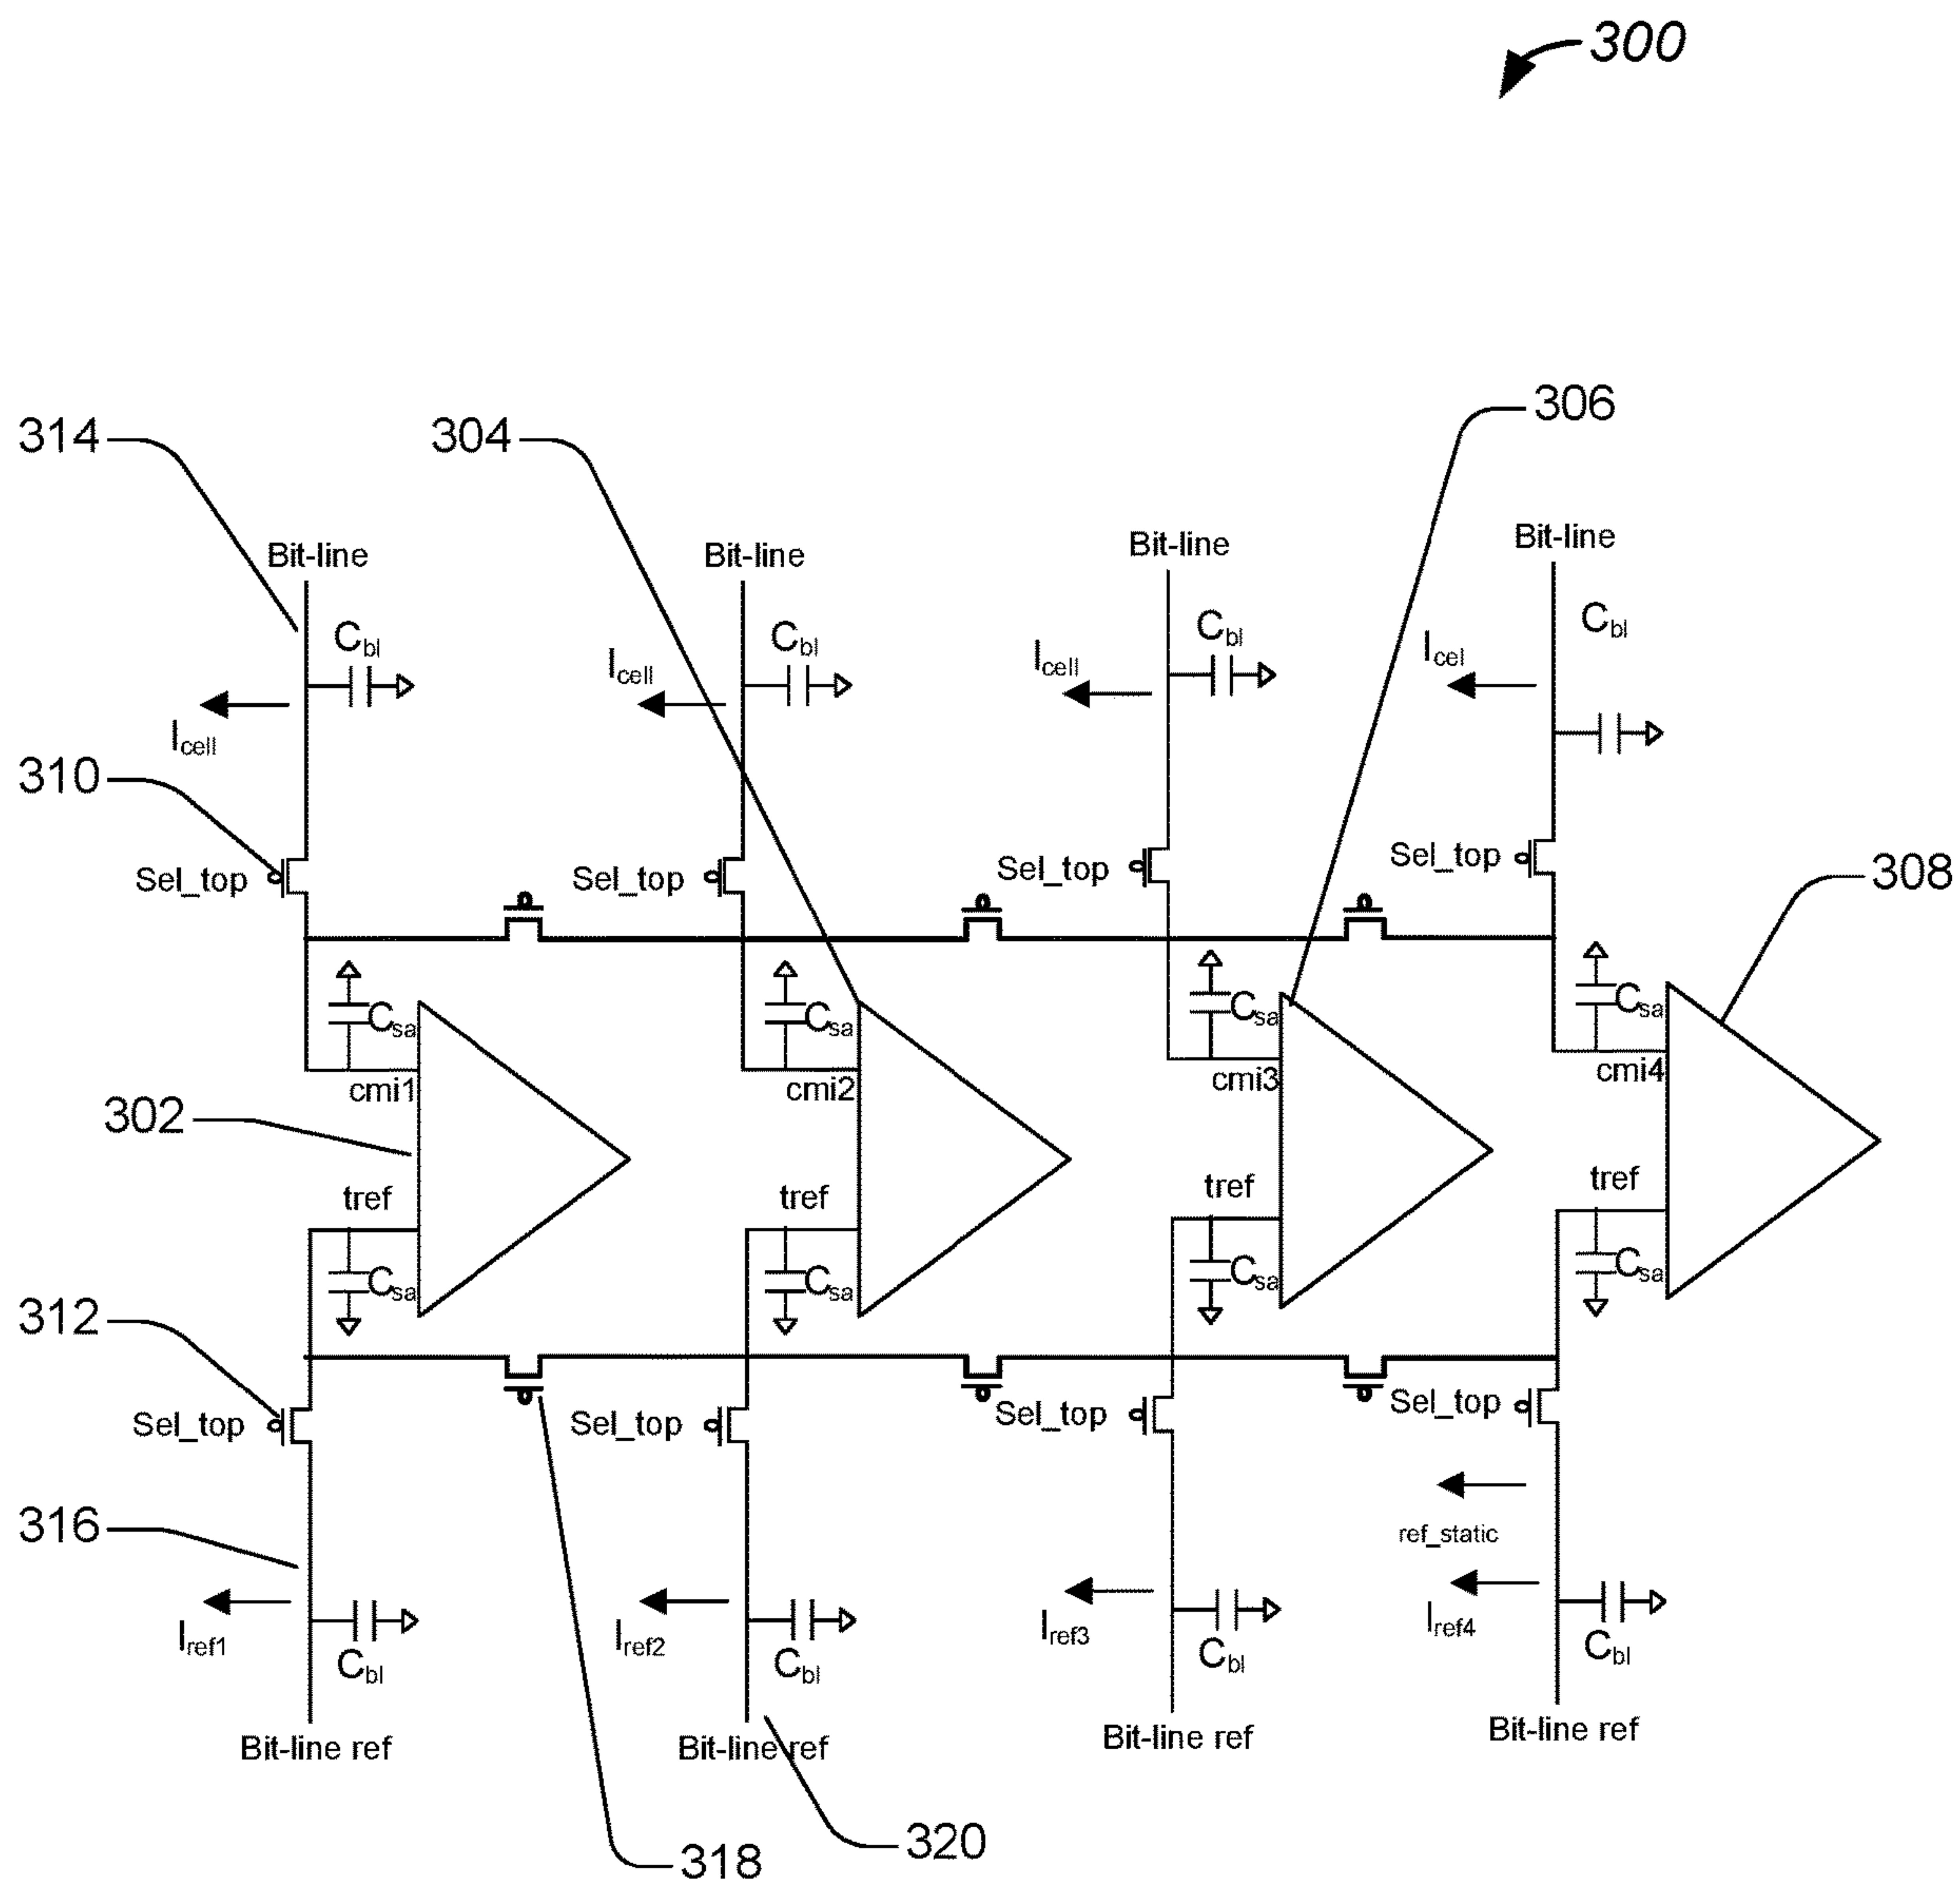 300
306
314
304
Bit-line
Bit-line
Bit-line
Bit-line
Cbl
Cbl
Cbl
Cbl
Icell
Icell
Icell
Icel
310
Sel_top
Sel_top
Sel_top
Sel_top
308
Csa
Csa
Csa
Csa
cmi1
cmi2
cmi3
cmi4
302
tref
tref
tref
tref
Csa
Csa
Csa
Csa
312
Sel_top
Sel_top
Sel_top
Sel_top
316
ref_static
Iref1
Iref2
Iref3
Iref4
Cbl
Cbl
Cbl
Cbl
Bit-line ref
Bit-line ref
Bit-line ref
Bit-line ref
318
320